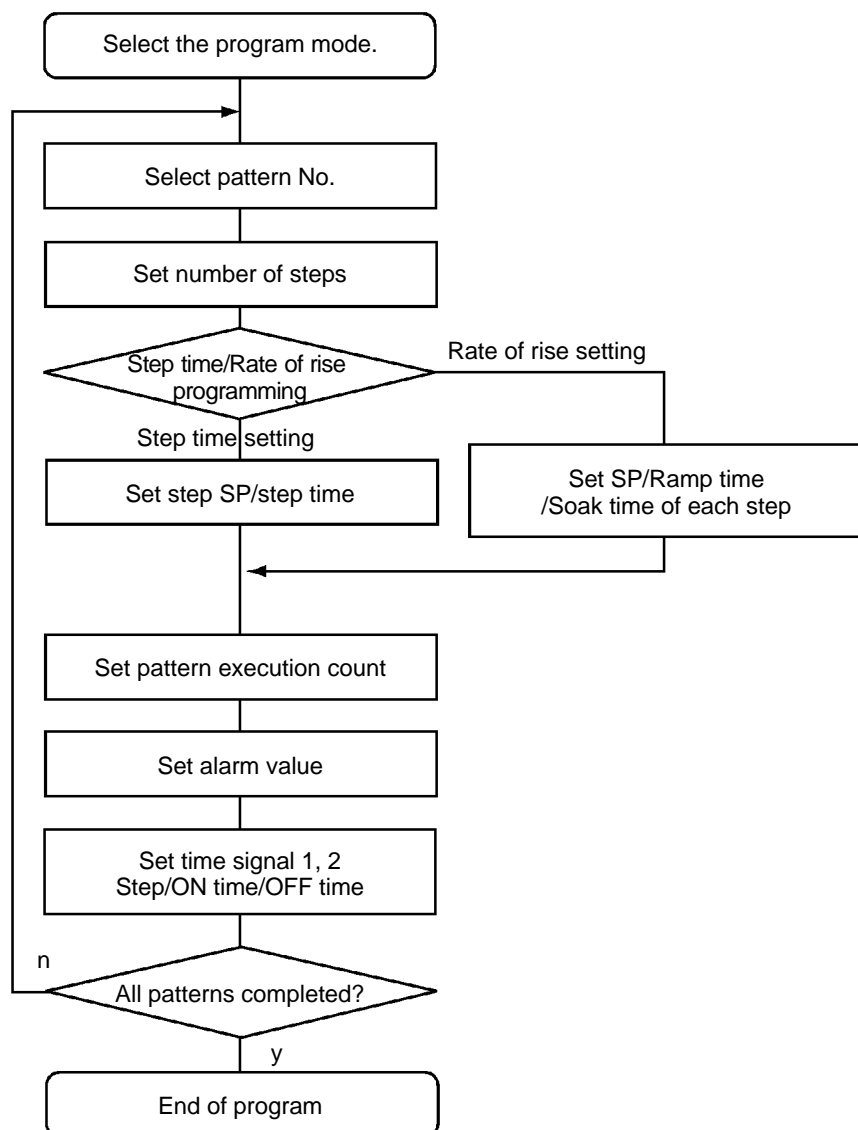 Select the program mode.
Select pattern No.
Set number of steps
Step time/Rate of rise
programming
Rate of rise setting
Step time setting
Set step SP/step time
Set SP/Ramp time
/Soak time of each step
Set pattern execution count
Set alarm value
Set time signal 1, 2
Step/ON time/OFF time
n
All patterns completed?
y
End of program